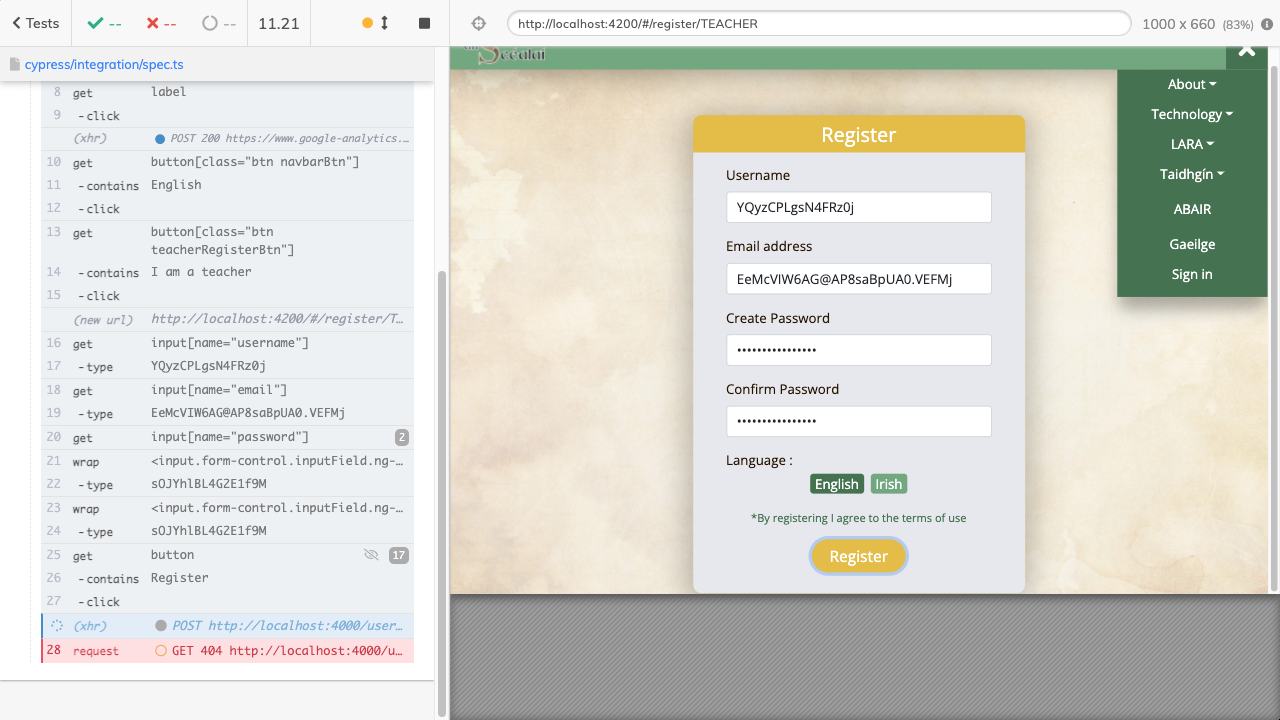 Tests
--
--
--
11.21
http://localhost:4200/#/register/TEACHER
1000 x 660 (83%)
cypress/integration/spec.ts
8 get label
9 -click
(xhr) POST 200 https://www.google-analytics.…
10 get button[class="btn navbarBtn"]
11 -contains English
12 -click
13 get button[class="btn
teacherRegisterBtn"]
14 -contains I am a teacher
15 -click
(new url) http://localhost:4200/#/register/T…
16 get input[name="username"]
17 -type YQyzCPLgsN4FRz0j
18 get input[name="email"]
19 -type EeMcVIW6AG@AP8saBpUA0.VEFMj
20 get input[name="password"] 2
21 wrap <input.form-control.inputField.ng-…
22 -type sOJYhlBL4GZE1f9M
23 wrap <input.form-control.inputField.ng-…
24 -type sOJYhlBL4GZE1f9M
25 get button 17
26 -contains Register
27 -click
(xhr) POST http://localhost:4000/user…
28 request GET 404 http://localhost:4000/u…
Scéalaí
About
Technology
LARA
Taidhgín
ABAIR
Gaeilge
Sign in
Register
Username
YQyzCPLgsN4FRz0j
Email address
EeMcVIW6AG@AP8saBpUA0.VEFMj
Create Password
••••••••••••••••
Confirm Password
••••••••••••••••
Language :
English Irish
*By registering I agree to the terms of use
Register